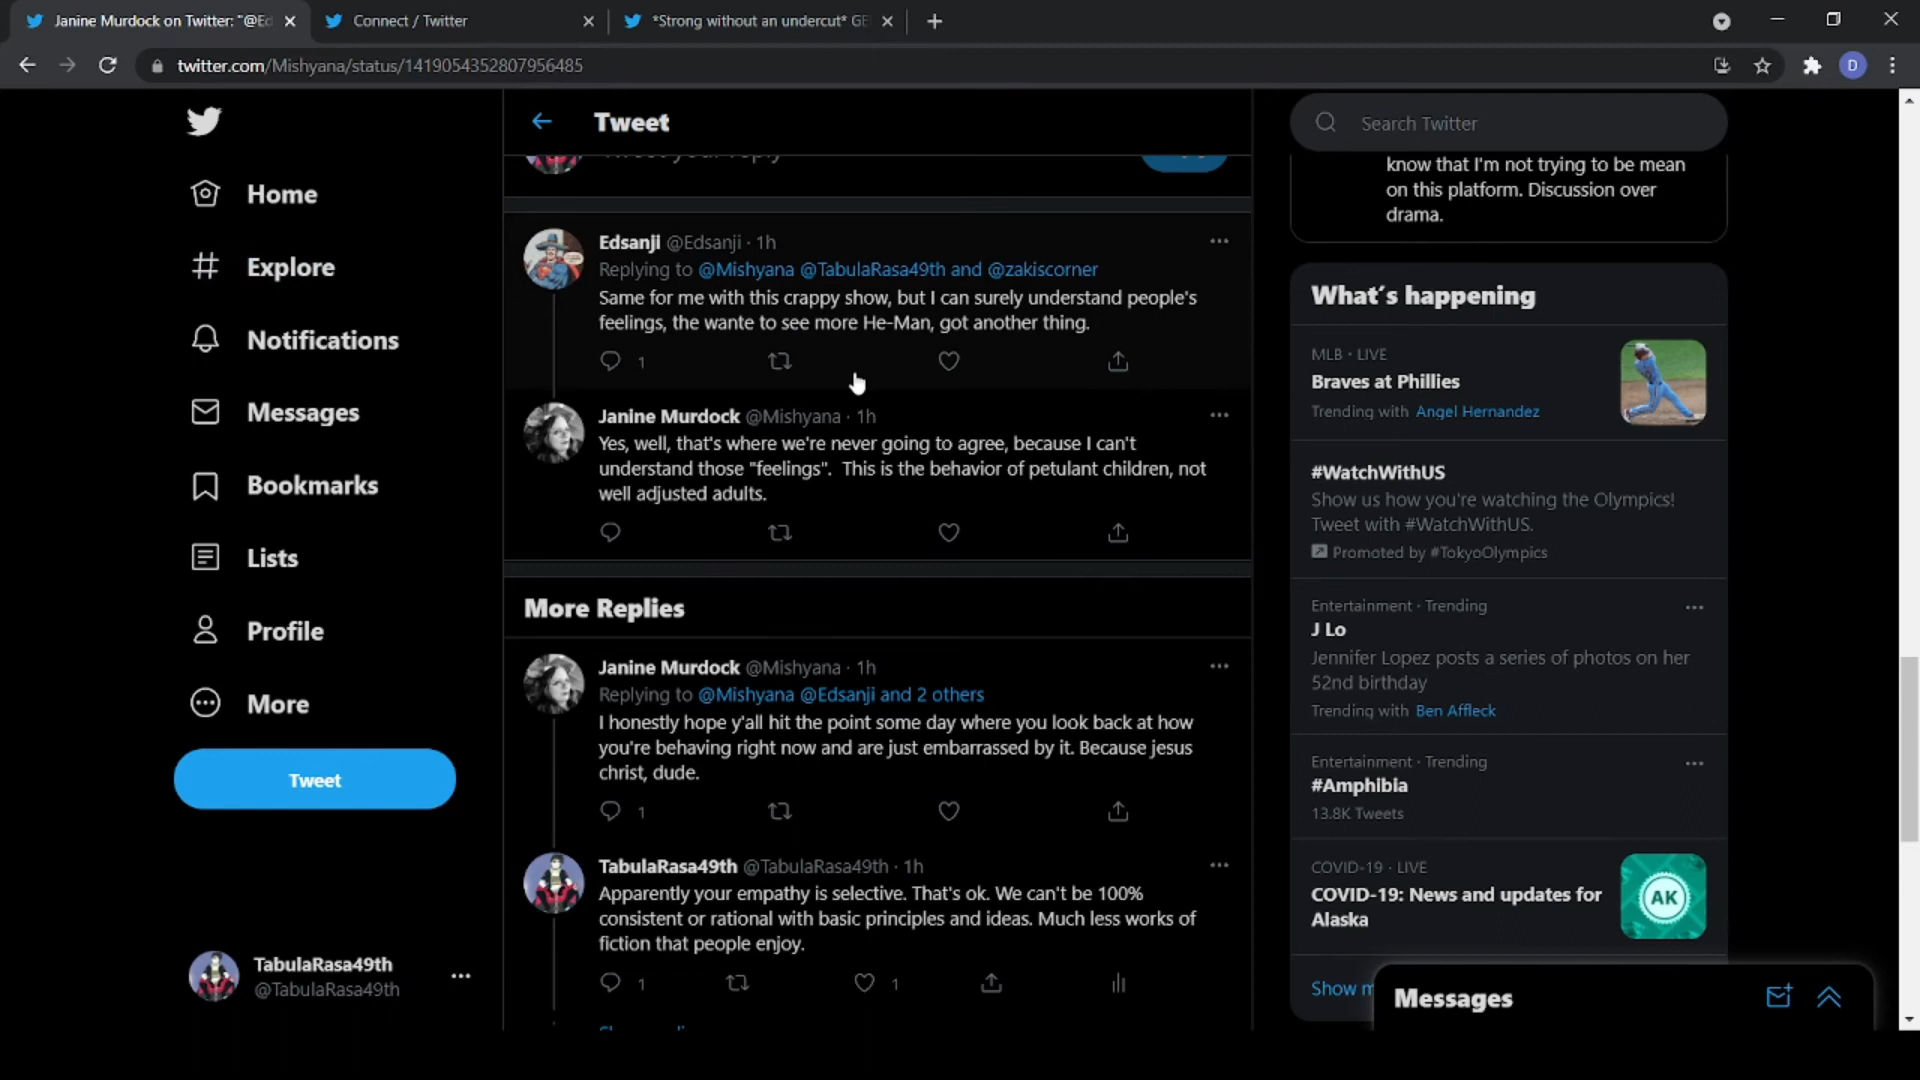 Janine Murdock on Twitter: "@Ed
Connect / Twitter
*Strong without an undercut* GE
twitter.com/Mishyana/status/1419054352807956485
D
Home
Explore
Notifications
Messages
Bookmarks
Lists
Profile
More
Tweet
TabulaRasa49th
@TabulaRasa49th
Tweet
Tweet your reply
Edsanji @Edsanji · 1h
Replying to @Mishyana @TabulaRasa49th and @zakiscorner
Same for me with this crappy show, but I can surely understand people's
feelings, the wante to see more He-Man, got another thing.
1
Janine Murdock @Mishyana · 1h
Yes, well, that's where we're never going to agree, because I can't
understand those "feelings". This is the behavior of petulant children, not
well adjusted adults.
More Replies
Janine Murdock @Mishyana · 1h
Replying to @Mishyana @Edsanji and 2 others
I honestly hope y'all hit the point some day where you look back at how
you're behaving right now and are just embarrassed by it. Because jesus
christ, dude.
1
TabulaRasa49th @TabulaRasa49th · 1h
Apparently your empathy is selective. That's ok. We can't be 100%
consistent or rational with basic principles and ideas. Much less works of
fiction that people enjoy.
1 1
Search Twitter
know that I'm not trying to be mean
on this platform. Discussion over
drama.
What's happening
MLB · LIVE
Braves at Phillies
Trending with Angel Hernandez
#WatchWithUS
Show us how you're watching the Olympics!
Tweet with #WatchWithUS.
Promoted by #TokyoOlympics
Entertainment · Trending
J Lo
Jennifer Lopez posts a series of photos on her
52nd birthday
Trending with Ben Affleck
Entertainment · Trending
#Amphibia
13.8K Tweets
COVID-19 · LIVE
COVID-19: News and updates for
Alaska
AK
Show m
Messages